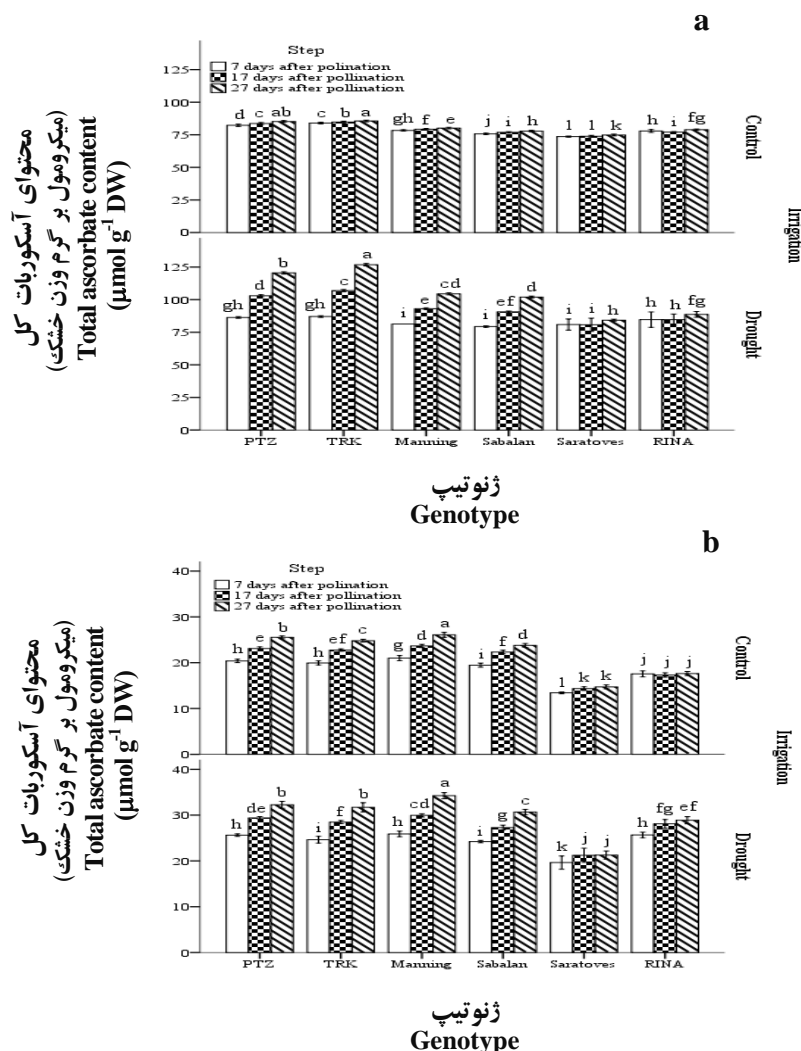 a
Step
7 days after polination
17 days after pollination
27 days after pollination
125
100
75
50
25
0
d c ab c b a gh f e j i h l l k h i fg
Control
125
100
75
50
25
0
gh d b gh c a i e cd i ef d i i h h h fg
Drought
Irrigation
PTZ TRK Manning Sabalan Saratoves RINA
محتوای آسکوربات کل
(میکرومول بر گرم وزن خشک)
Total ascorbate content
(µmol g-1 DW)
ژنوتیپ
Genotype
b
Step
7 days after polination
17 days after pollination
27 days after pollination
40
30
20
10
0
h e b h ef c g d a i f d l k k j j j
Control
40
30
20
10
0
h de b i f b h cd a i g c k j j h fg ef
Drought
Irrigation
PTZ TRK Manning Sabalan Saratoves RINA
محتوای آسکوربات کل
(میکرومول بر گرم وزن خشک)
Total ascorbate content
(µmol g-1 DW)
ژنوتیپ
Genotype